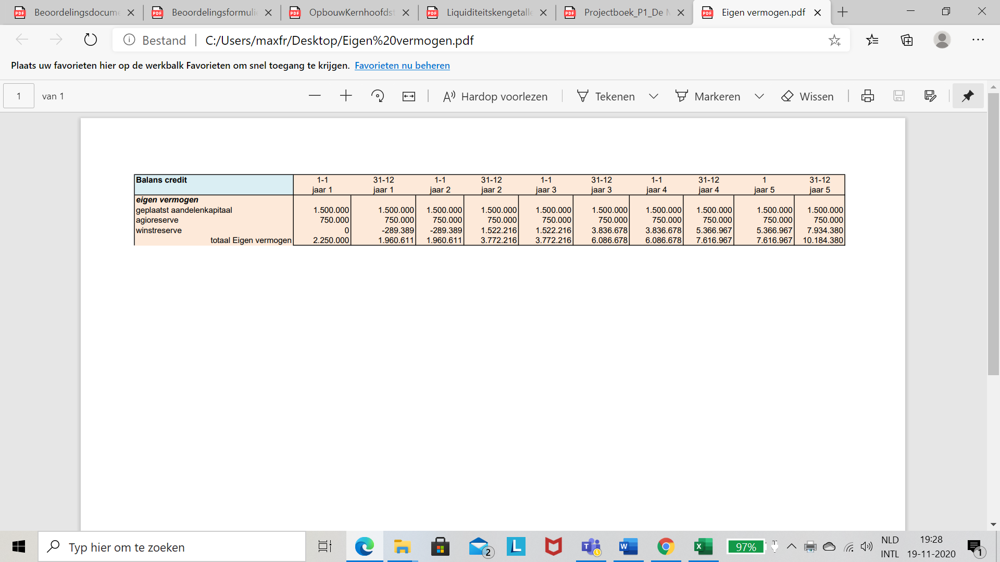 Beoordelingsdocume
Beoordelingsformulie
OpbouwKernhoofdst
Liquiditeitskengetalle
Projectboek_P1_De M
Eigen vermogen.pdf
Bestand
C:/Users/maxfr/Desktop/Eigen%20vermogen.pdf
Plaats uw favorieten hier op de werkbalk Favorieten om snel toegang te krijgen. Favorieten nu beheren
1 van 1 Hardop voorlezen Tekenen Markeren Wissen
Balans credit 1-1 31-12 1-1 31-12 1-1 31-12 1-1 31-12 1 31-12
jaar 1 jaar 1 jaar 2 jaar 2 jaar 3 jaar 3 jaar 4 jaar 4 jaar 5 jaar 5
eigen vermogen
geplaatst aandelenkapitaal 1.500.000 1.500.000 1.500.000 1.500.000 1.500.000 1.500.000 1.500.000 1.500.000 1.500.000 1.500.000
agioreserve 750.000 750.000 750.000 750.000 750.000 750.000 750.000 750.000 750.000 750.000
winstreserve 0 -289.389 -289.389 1.522.216 1.522.216 3.836.678 3.836.678 5.366.967 5.366.967 7.934.380
totaal Eigen vermogen 2.250.000 1.960.611 1.960.611 3.772.216 3.772.216 6.086.678 6.086.678 7.616.967 7.616.967 10.184.380
Typ hier om te zoeken
2
97%
NLD
INTL
19:28
19-11-2020
1